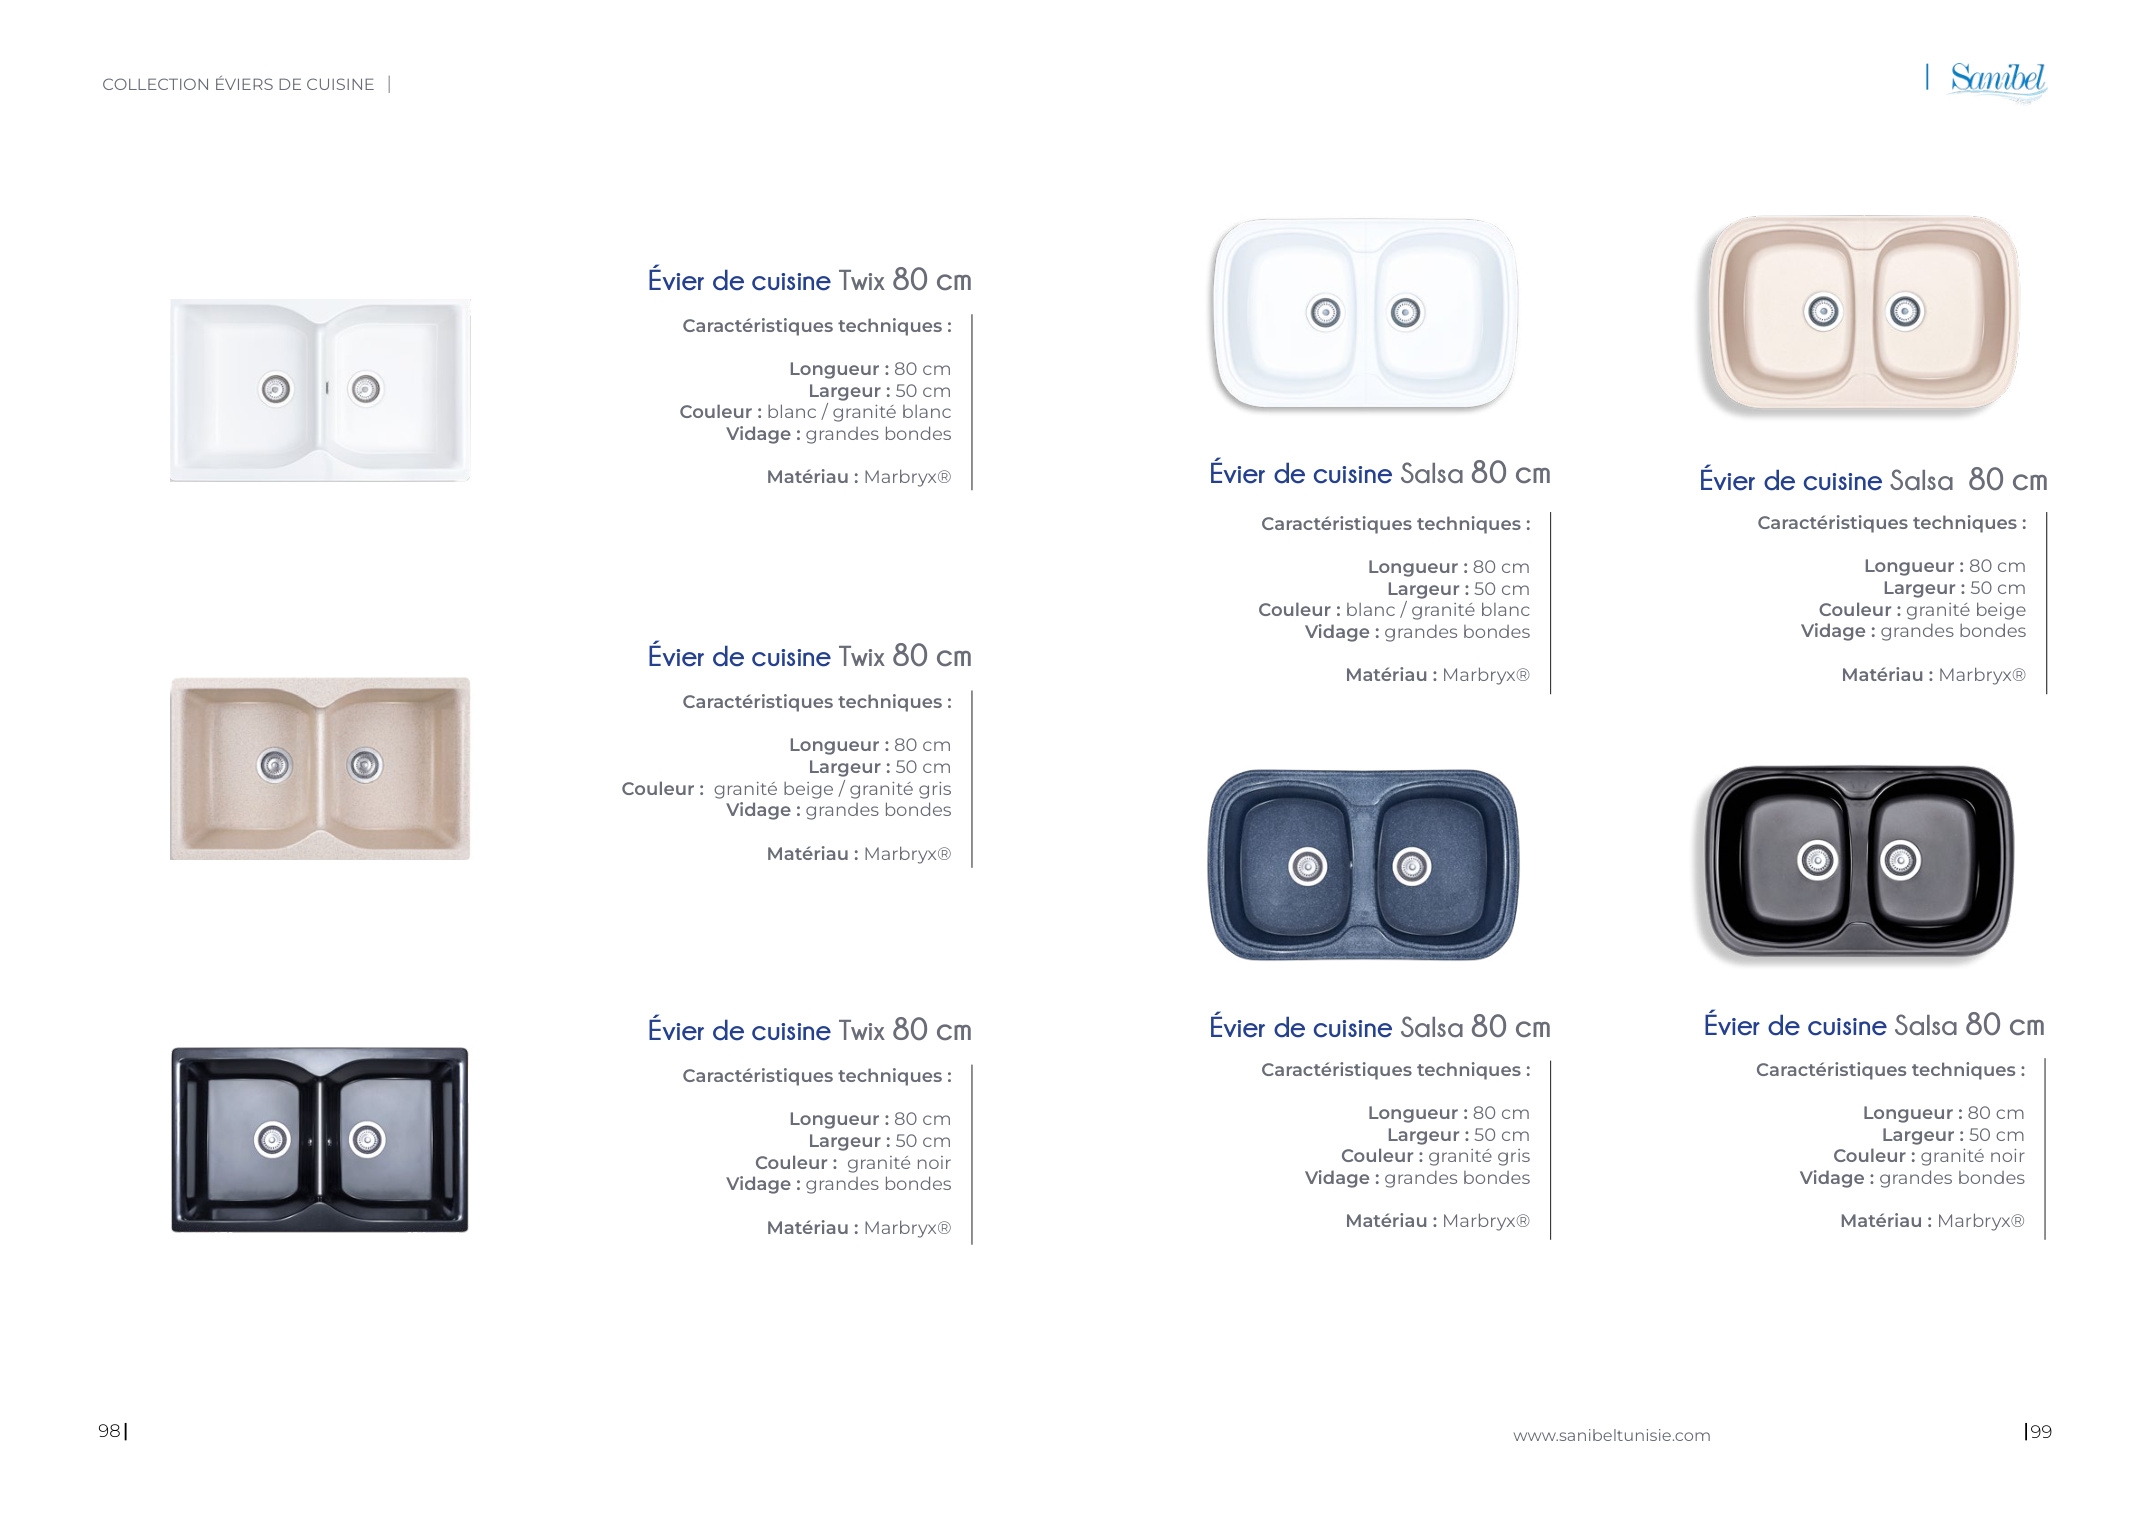 COLLECTION ÉVIERS DE CUISINE |
| Sanibel
Évier de cuisine Twix 80 cm
Caractéristiques techniques :
Longueur : 80 cm
Largeur : 50 cm
Couleur : blanc / granité blanc
Vidage : grandes bondes
Matériau : Marbryx®
Évier de cuisine Twix 80 cm
Caractéristiques techniques :
Longueur : 80 cm
Largeur : 50 cm
Couleur : granité beige / granité gris
Vidage : grandes bondes
Matériau : Marbryx®
Évier de cuisine Twix 80 cm
Caractéristiques techniques :
Longueur : 80 cm
Largeur : 50 cm
Couleur : granité noir
Vidage : grandes bondes
Matériau : Marbryx®
Évier de cuisine Salsa 80 cm
Caractéristiques techniques :
Longueur : 80 cm
Largeur : 50 cm
Couleur : blanc / granité blanc
Vidage : grandes bondes
Matériau : Marbryx®
Évier de cuisine Salsa 80 cm
Caractéristiques techniques :
Longueur : 80 cm
Largeur : 50 cm
Couleur : granité beige
Vidage : grandes bondes
Matériau : Marbryx®
Évier de cuisine Salsa 80 cm
Caractéristiques techniques :
Longueur : 80 cm
Largeur : 50 cm
Couleur : granité gris
Vidage : grandes bondes
Matériau : Marbryx®
Évier de cuisine Salsa 80 cm
Caractéristiques techniques :
Longueur : 80 cm
Largeur : 50 cm
Couleur : granité noir
Vidage : grandes bondes
Matériau : Marbryx®
98|
www.sanibeltunisie.com
|99